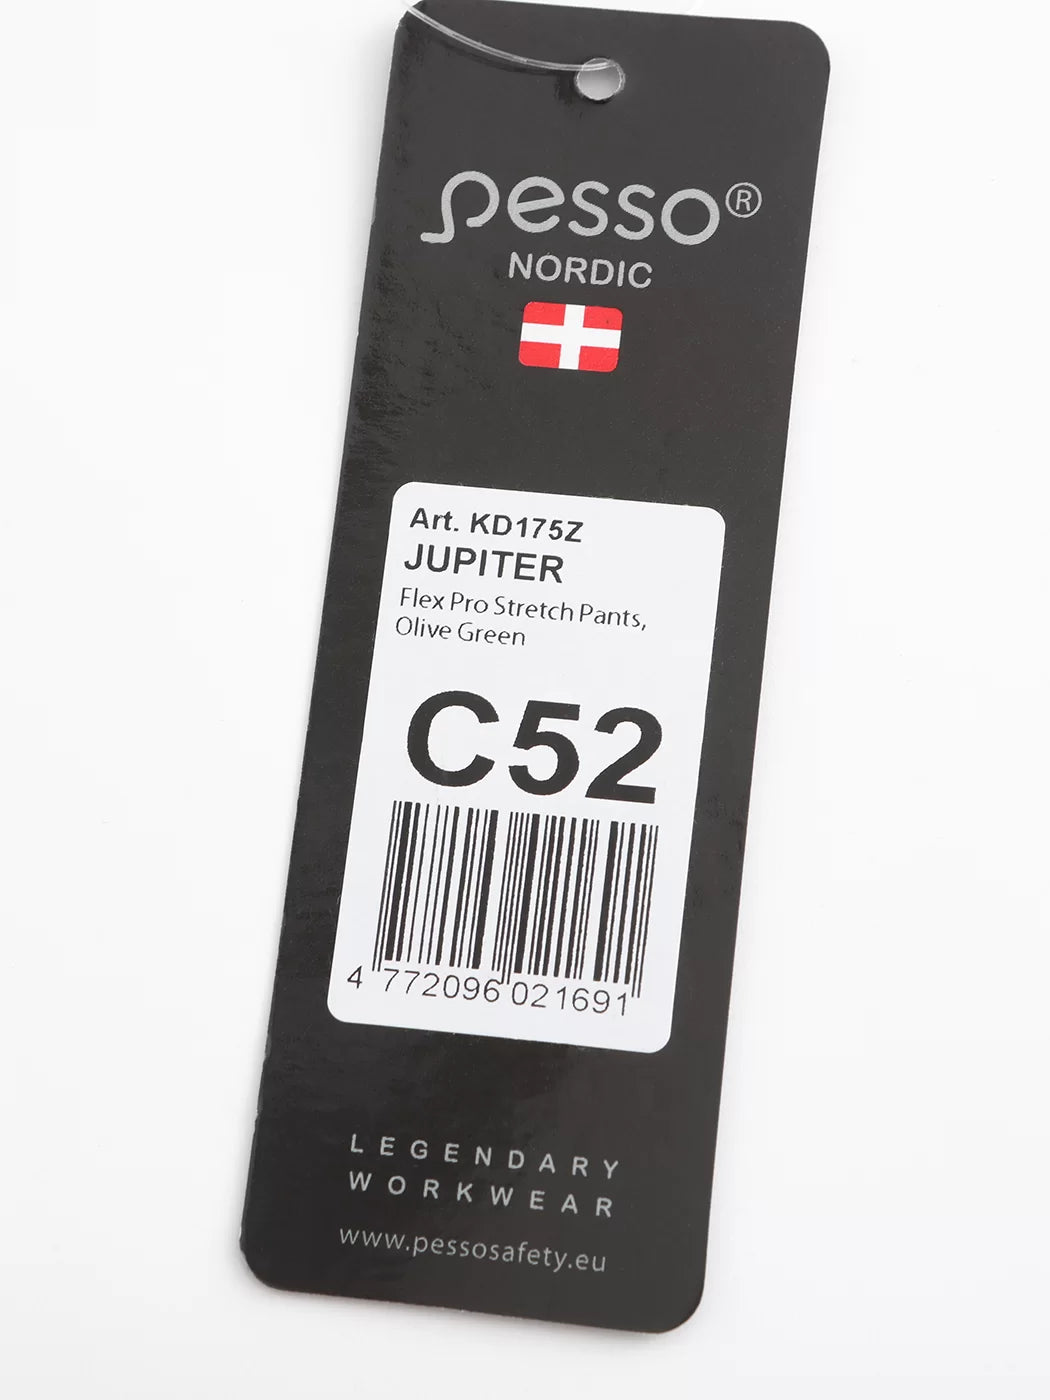 pesso®
NORDIC
Art. KD175Z
JUPITER
Flex Pro Stretch Pants,
Olive Green
C52
4 772096 021691
LEGENDARY
WORKWEAR
www.pessosafety.eu